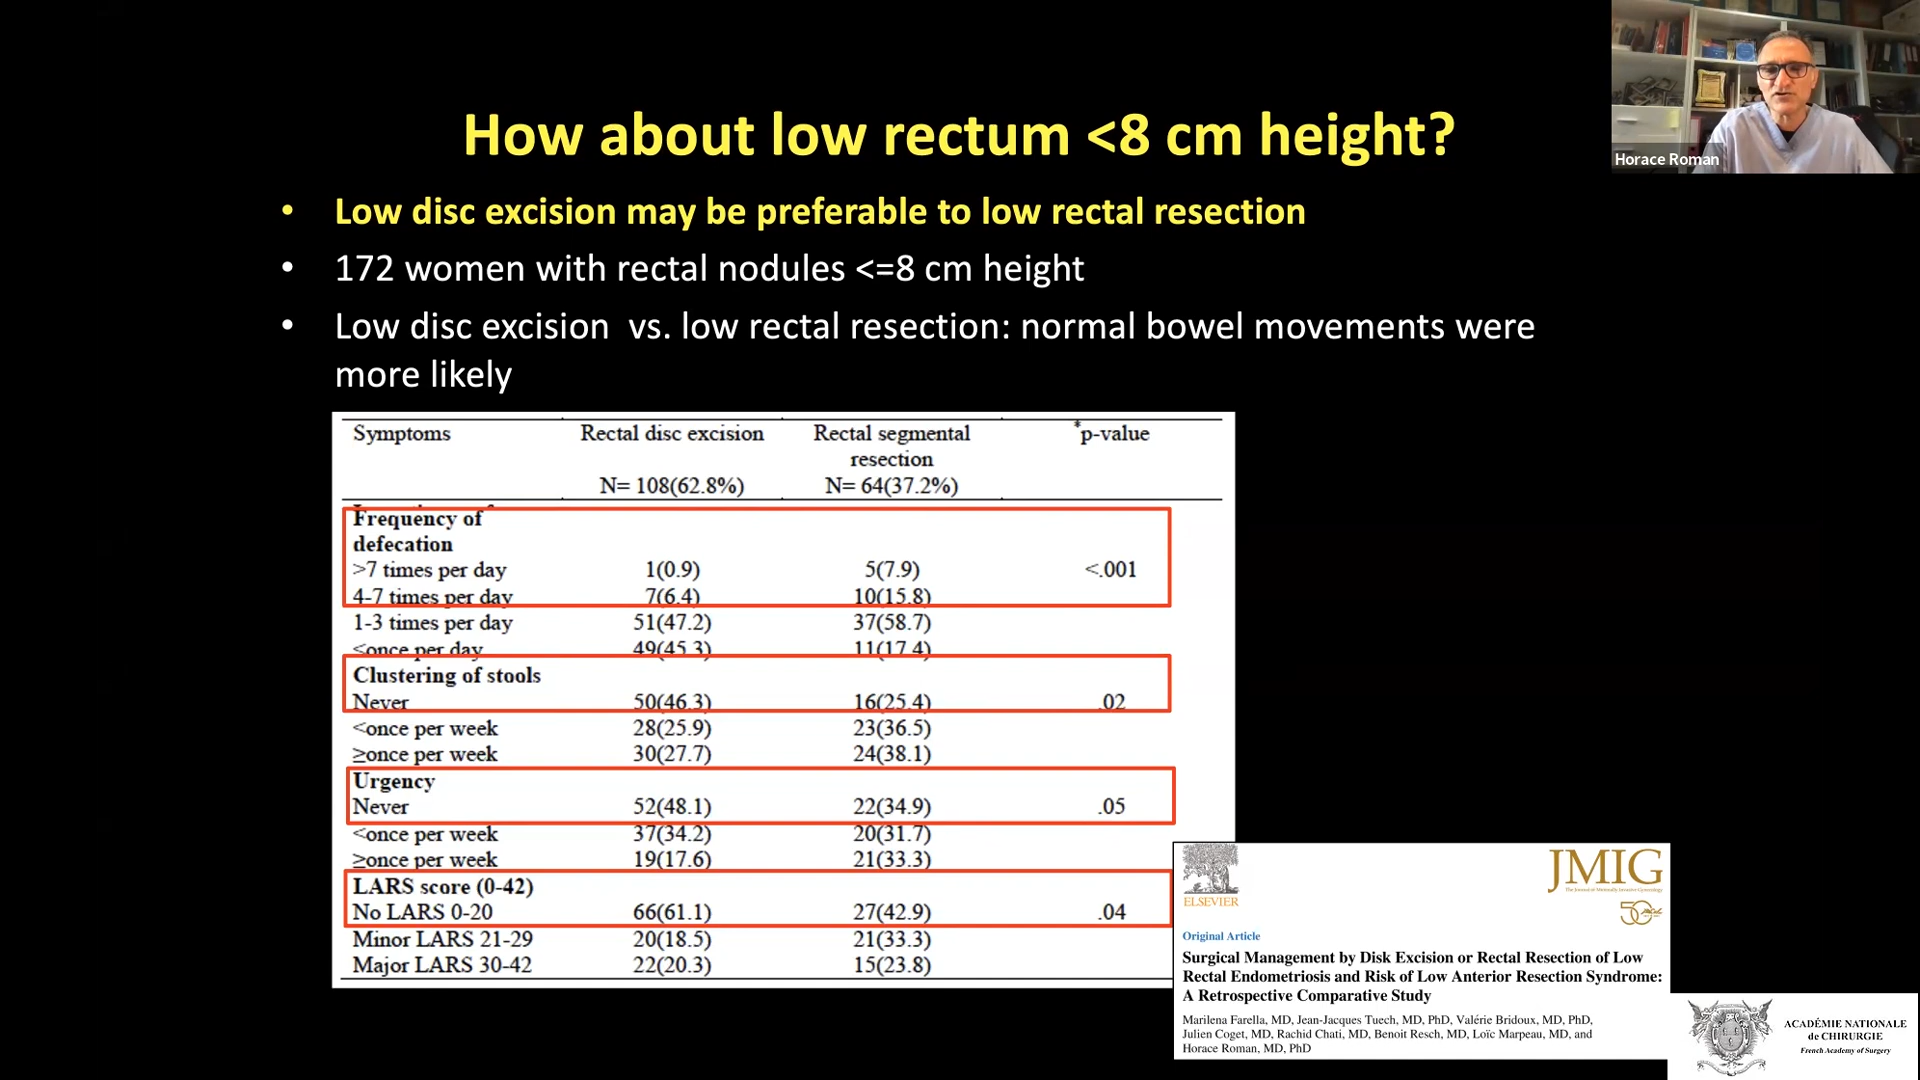 How about low rectum <8 cm height?
Horace Roman
• Low disc excision may be preferable to low rectal resection
• 172 women with rectal nodules <=8 cm height
• Low disc excision vs. low rectal resection: normal bowel movements were
more likely
Symptoms Rectal disc excision Rectal segmental *p-value
resection
N= 108(62.8%) N= 64(37.2%)
Frequency of
defecation
>7 times per day 1(0.9) 5(7.9) <.001
4-7 times per day 7(6.4) 10(15.8)
1-3 times per day 51(47.2) 37(58.7)
<once per day 49(45.3) 11(17.4)
Clustering of stools
Never 50(46.3) 16(25.4) .02
<once per week 28(25.9) 23(36.5)
≥once per week 30(27.7) 24(38.1)
Urgency
Never 52(48.1) 22(34.9) .05
<once per week 37(34.2) 20(31.7)
≥once per week 19(17.6) 21(33.3)
LARS score (0-42)
No LARS 0-20 66(61.1) 27(42.9) .04
Minor LARS 21-29 20(18.5) 21(33.3)
Major LARS 30-42 22(20.3) 15(23.8)
ELSEVIER
JMIG
The Journal of Minimally Invasive Gynecology
50
Original Article
Surgical Management by Disk Excision or Rectal Resection of Low
Rectal Endometriosis and Risk of Low Anterior Resection Syndrome:
A Retrospective Comparative Study
Marilena Farella, MD, Jean-Jacques Tuech, MD, PhD, Valérie Bridoux, MD, PhD,
Julien Coget, MD, Rachid Chati, MD, Benoit Resch, MD, Loïc Marpeau, MD, and
Horace Roman, MD, PhD
ACADÉMIE NATIONALE
de CHIRURGIE
French Academy of Surgery